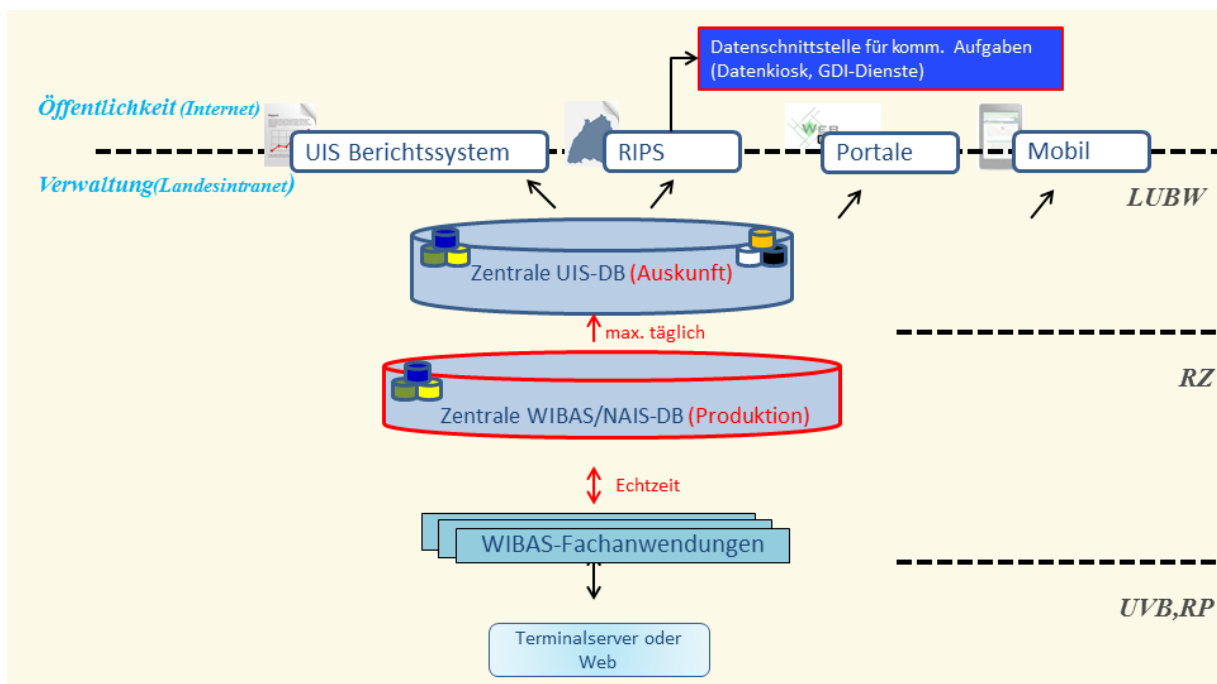 Datenschnittstelle für komm. Aufgaben
(Datenkiosk, GDI-Dienste)
Öffentlichkeit (Internet)
UIS Berichtssystem
RIPS
WEB
Portale
Mobil
Verwaltung(Landesintranet)
LUBW
Zentrale UIS-DB (Auskunft)
max. täglich
RZ
Zentrale WIBAS/NAIS-DB (Produktion)
Echtzeit
WIBAS-Fachanwendungen
UVB,RP
Terminalserver oder
Web